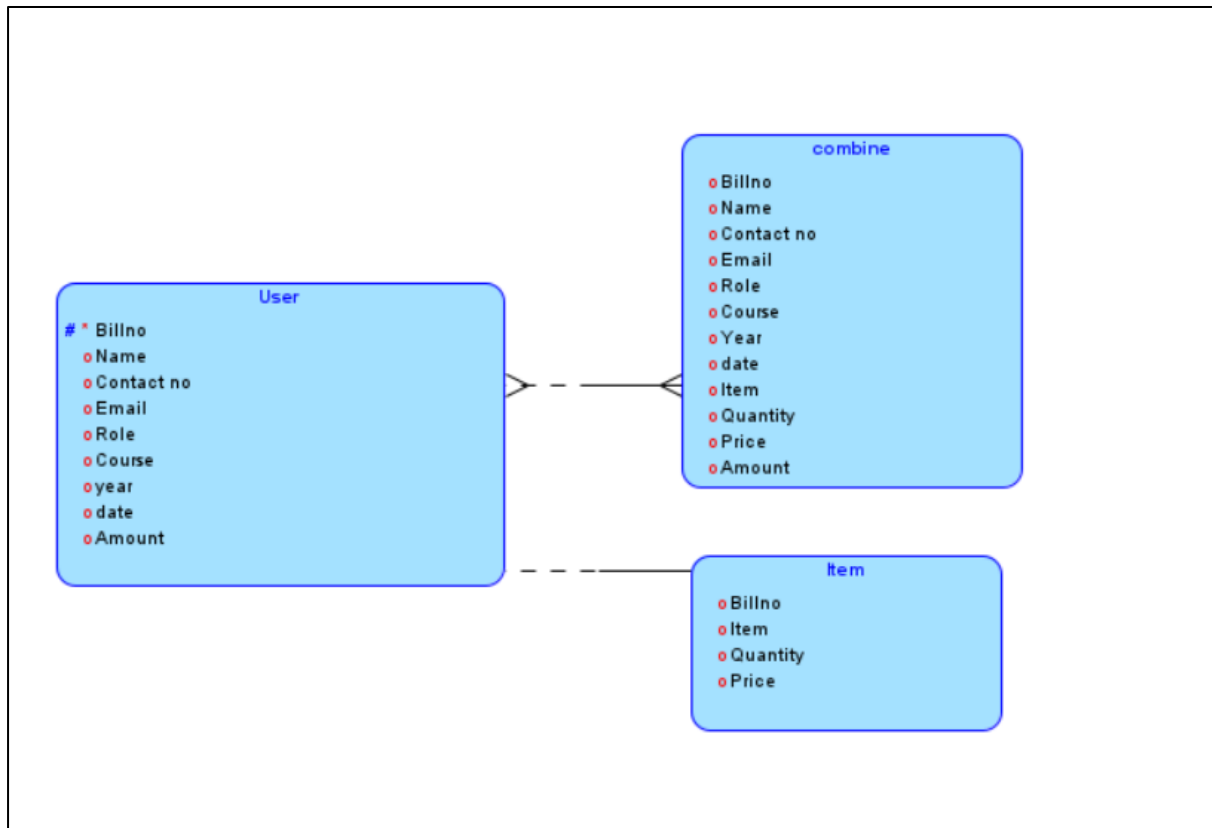 combine
o Billno
o Name
o Contact no
o Email
o Role
o Course
o Year
o date
o Item
o Quantity
o Price
o Amount
User
# * Billno
o Name
o Contact no
o Email
o Role
o Course
o year
o date
o Amount
Item
o Billno
o Item
o Quantity
o Price